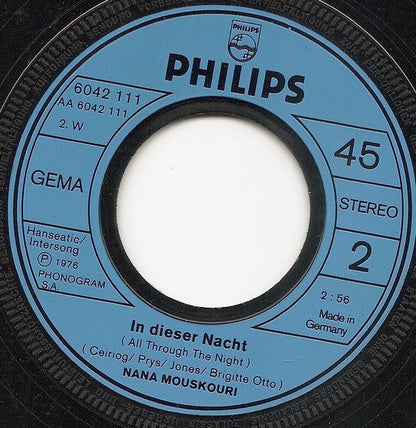 PHILIPS
PHILIPS
6042 111
AA 6042 111
2. W
GEMA
Hanseatic/
Intersong
Ⓟ 1976
PHONOGRAM
S.A.
45
STEREO
2
2:56
Made in
Germany
In dieser Nacht
( All Through The Night )
( Ceiriog/ Prys/ Jones/ Brigitte Otto )
NANA MOUSKOURI